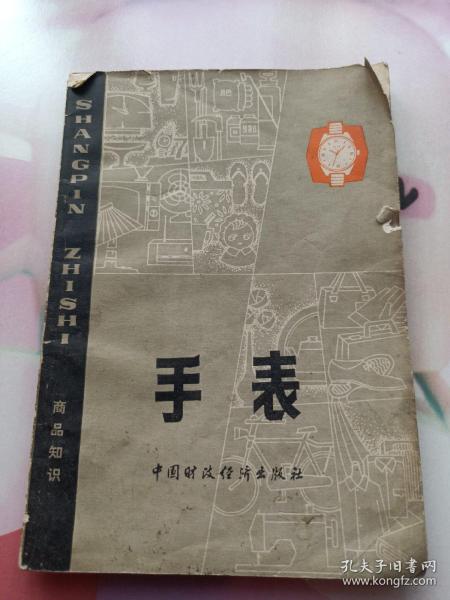 SHANGPIN ZHISHI
商品知识
手表
中国财政经济出版社
孔夫子旧书网
www.kongfz.com